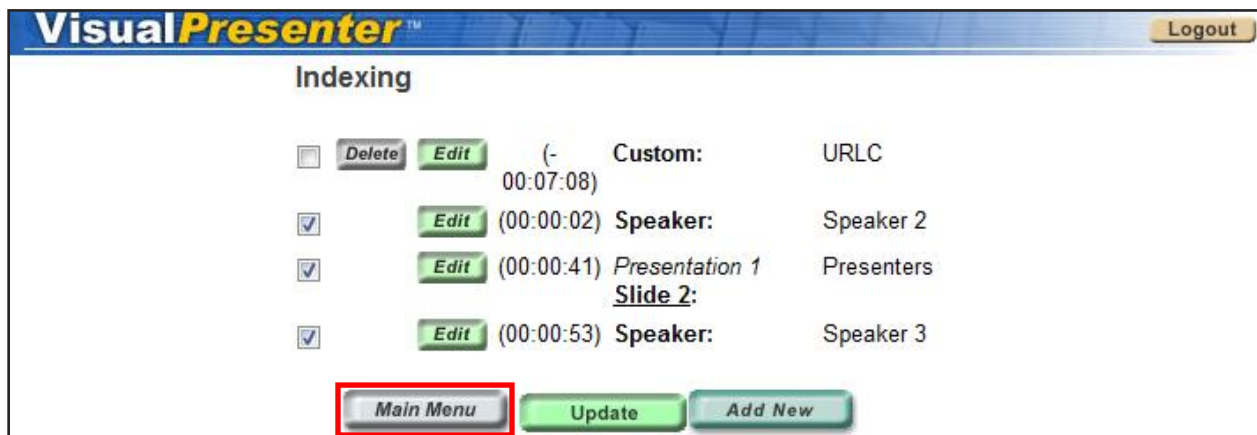 VisualPresenter™
Logout
Indexing
Delete Edit (- Custom: URLC
00:07:08)
Edit (00:00:02) Speaker: Speaker 2
Edit (00:00:41) Presentation 1 Presenters
Slide 2:
Edit (00:00:53) Speaker: Speaker 3
Main Menu Update Add New